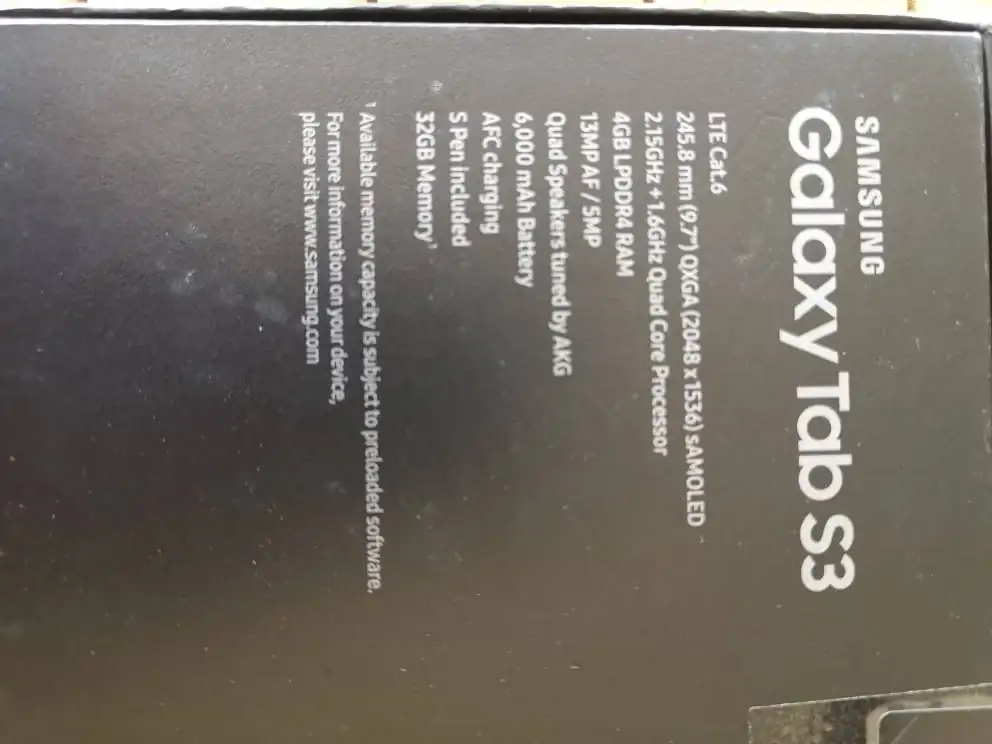 SAMSUNG
Galaxy Tab S3
LTE Cat.6
245.8 mm (9.7") QXGA (2048 x 1536) sAMOLED
2.15GHz + 1.6GHz Quad Core Processor
4GB LPDDR4 RAM
13MP AF / 5MP
Quad Speakers tuned by AKG
6,000 mAh Battery
AFC charging
S Pen included
32GB Memory¹
¹ Available memory capacity is subject to preloaded software.
For more information on your device,
please visit www.samsung.com